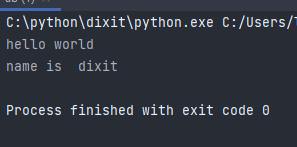 C:\python\dixit\python.exe C:/Users/
hello world
name is  dixit
Process finished with exit code 0